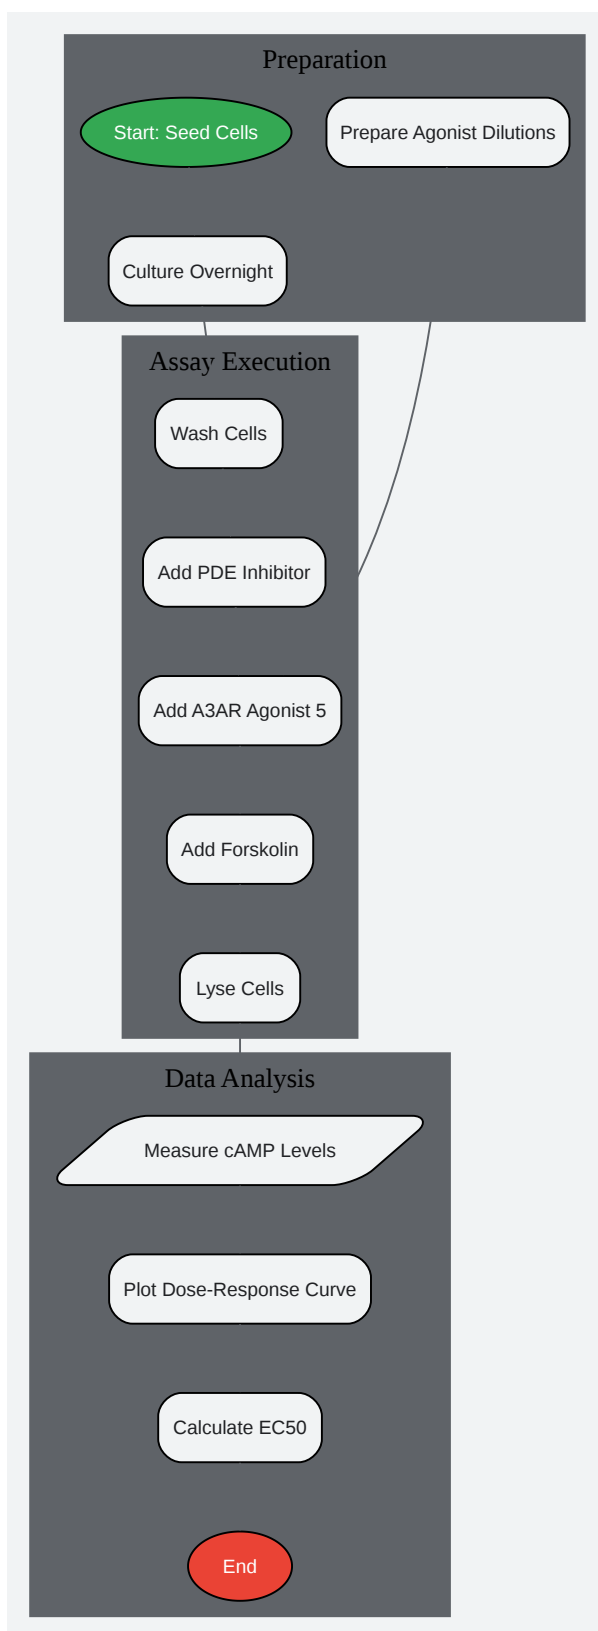 Preparation
Start: Seed Cells
Prepare Agonist Dilutions
Culture Overnight
Assay Execution
Wash Cells
Add PDE Inhibitor
Add A3AR Agonist 5
Add Forskolin
Lyse Cells
Data Analysis
Measure cAMP Levels
Plot Dose-Response Curve
Calculate EC50
End